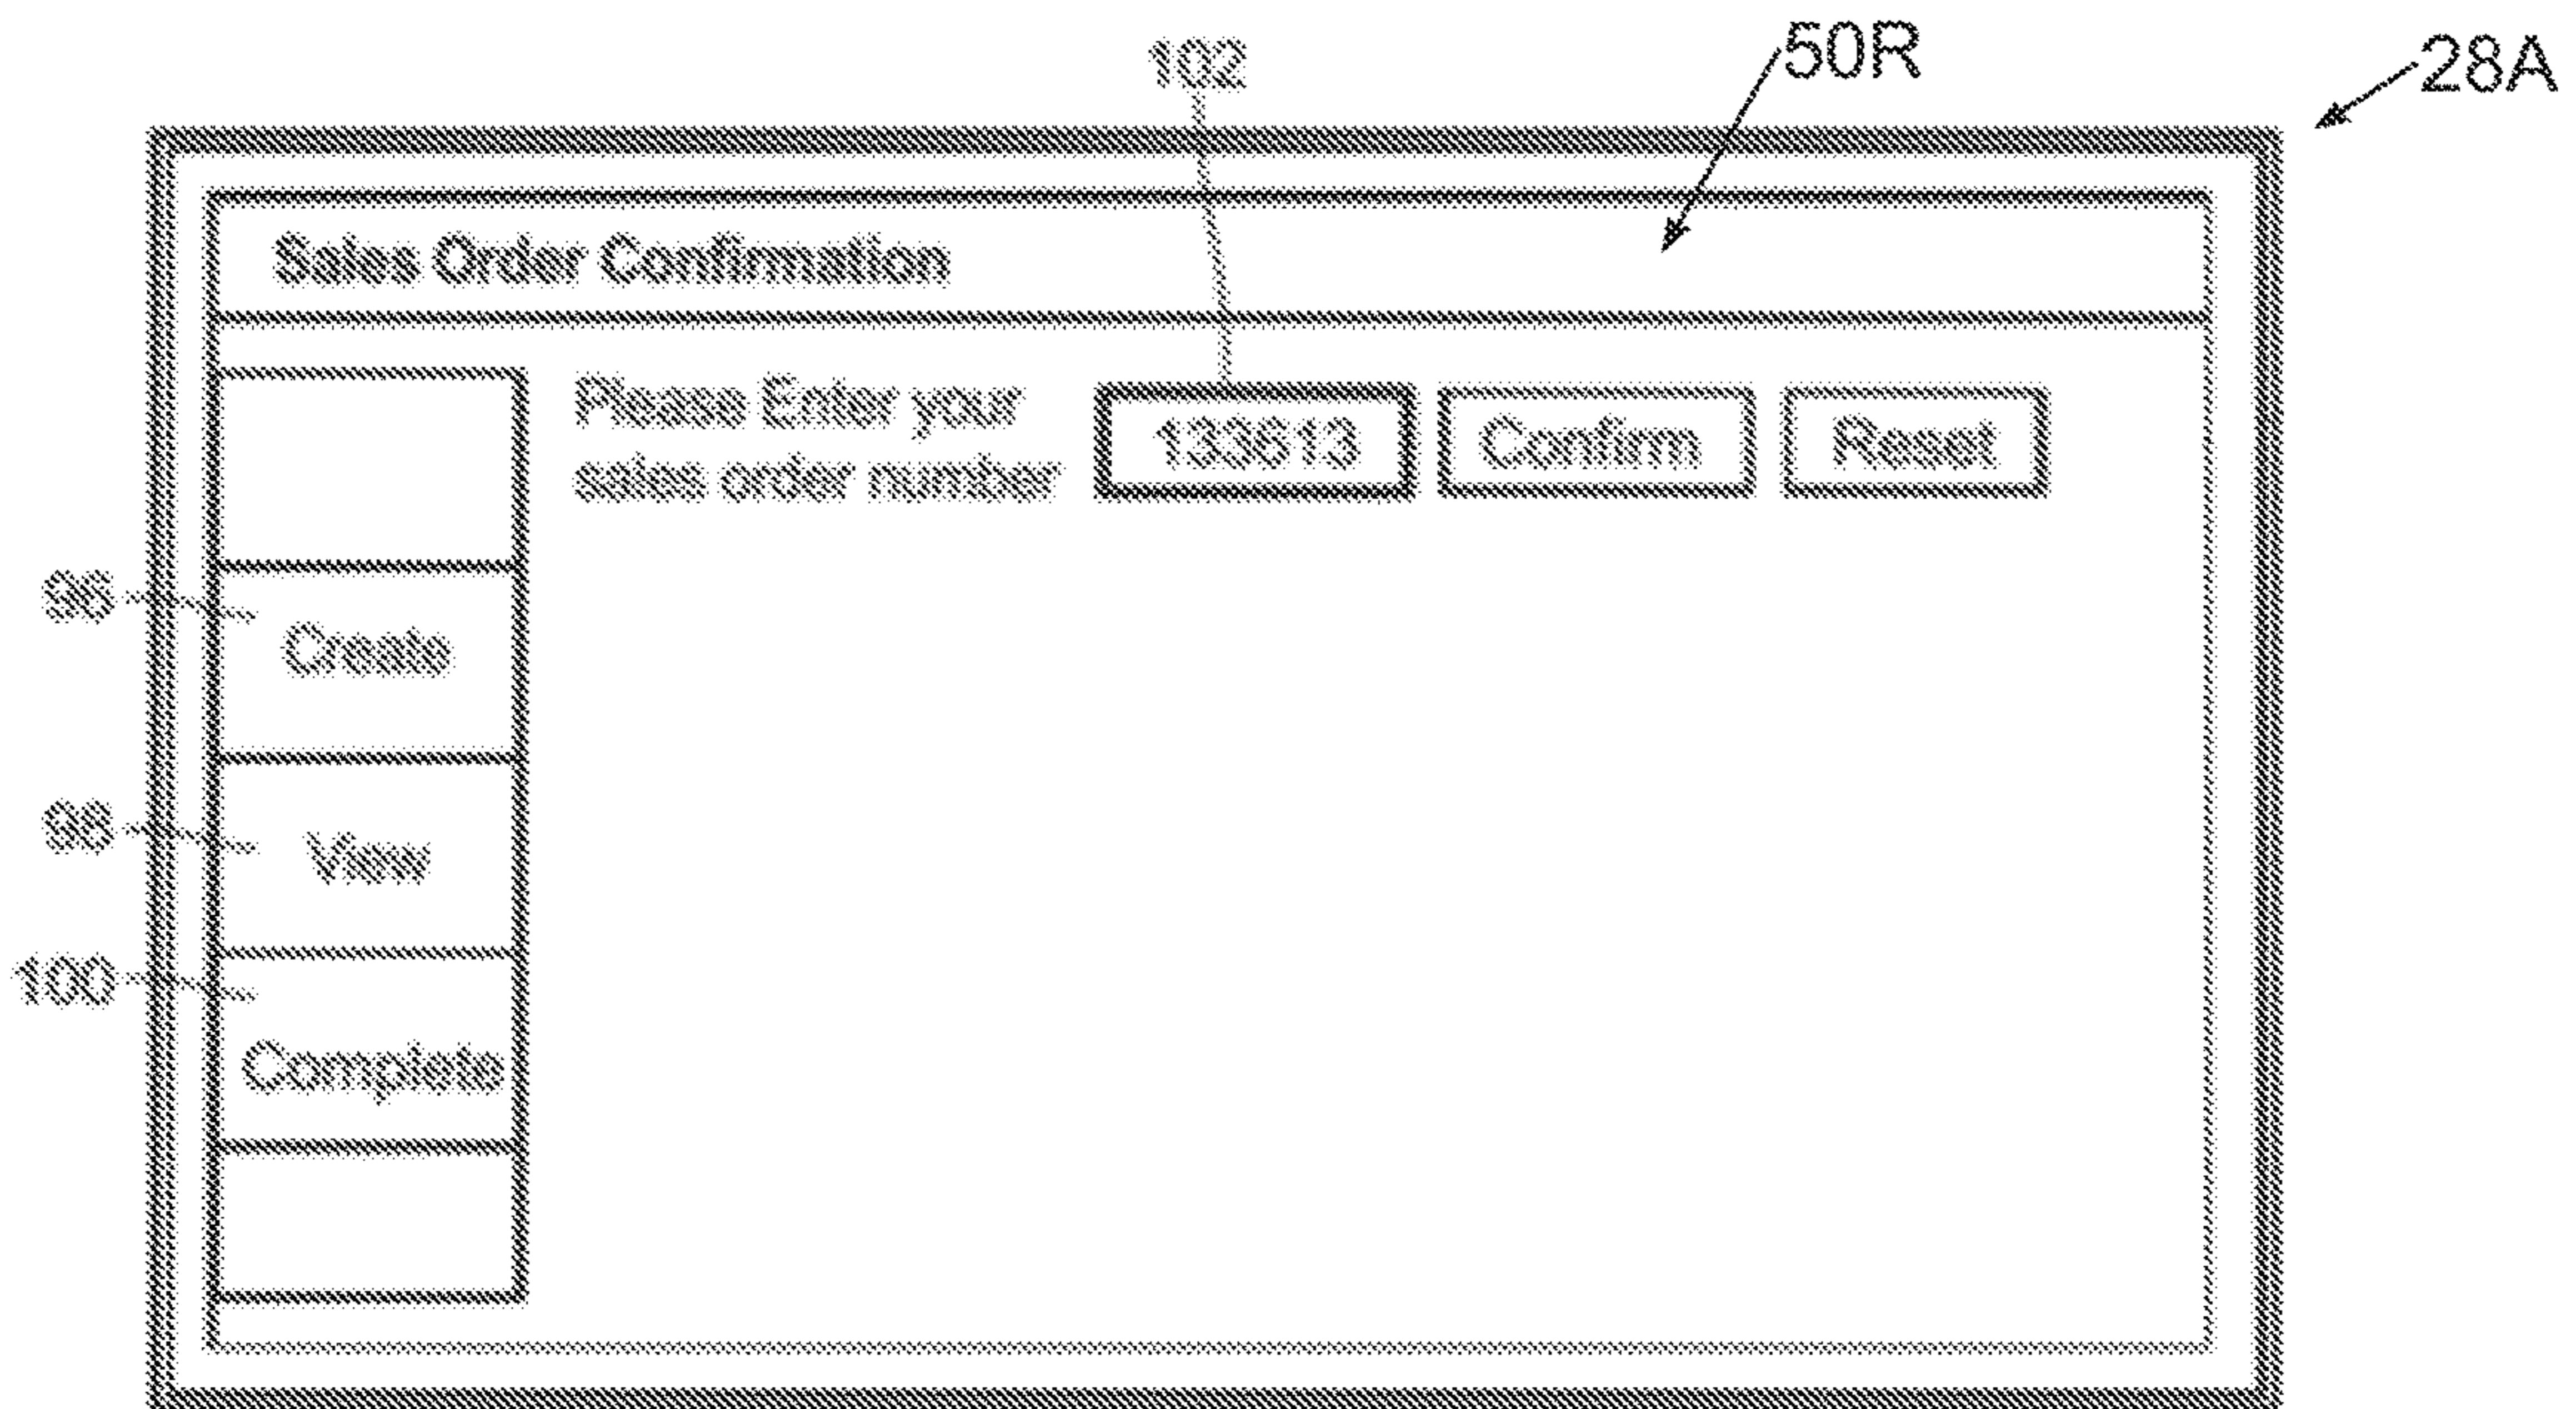 102
50R
28A
Sales Order Confirmation
Please Enter your
sales order number
133613
Confirm
Reset
96
Create
98
View
100
Complete